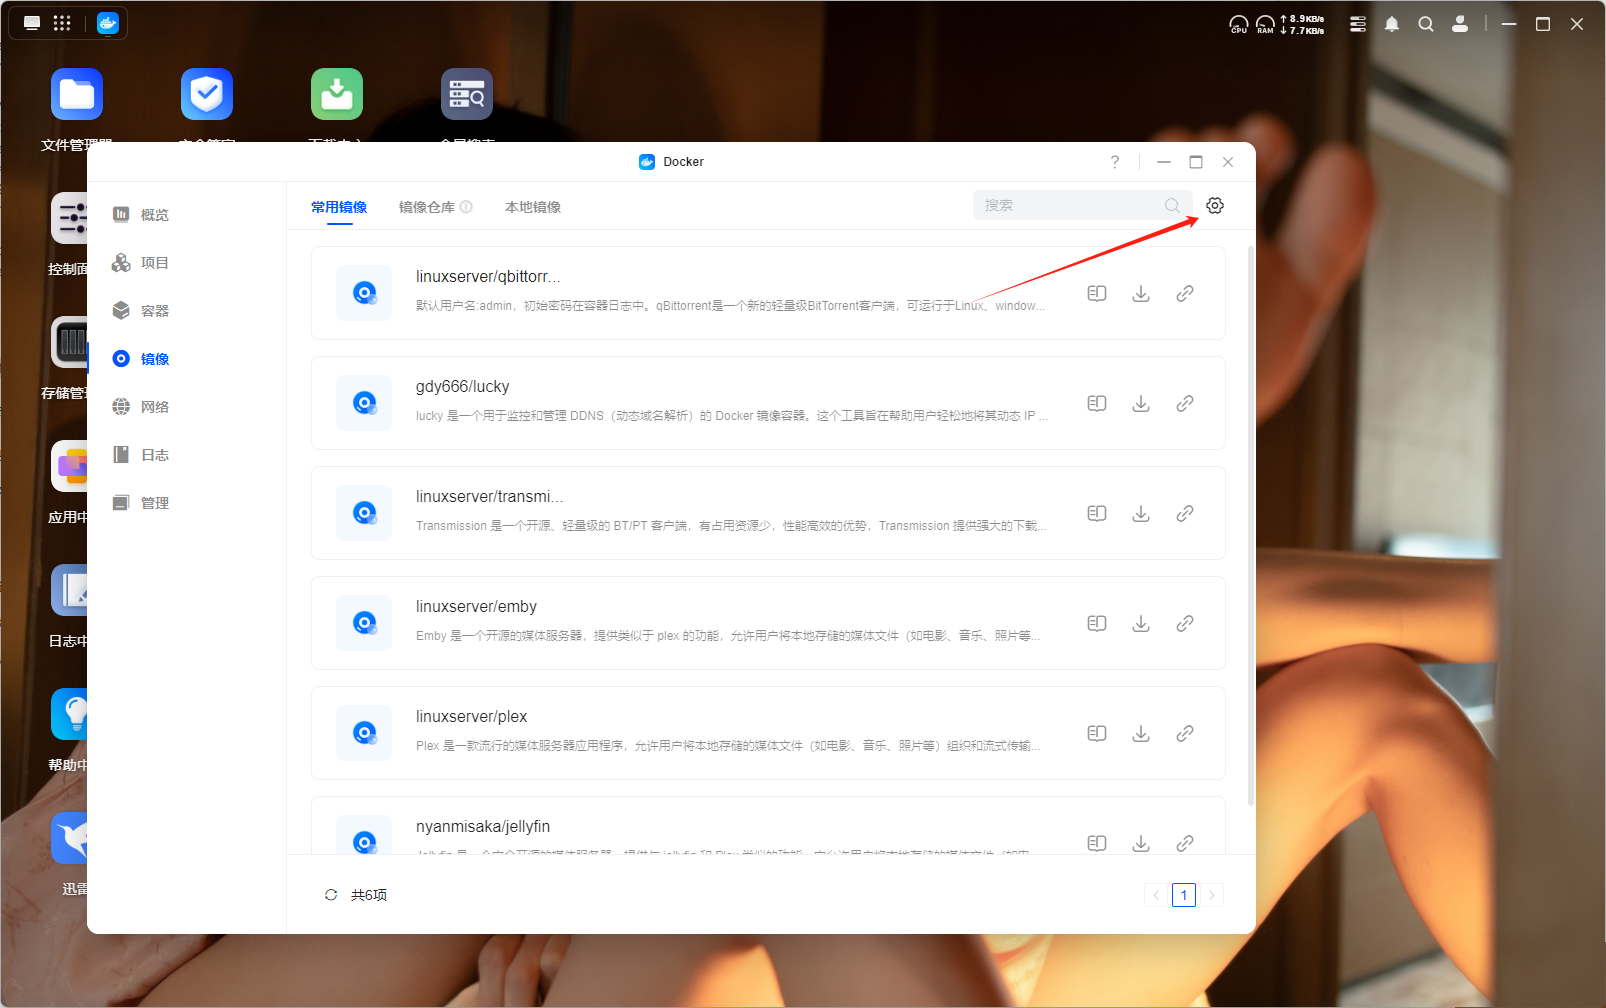 CPU RAM
8.9KB/s
7.7KB/s
文件管理器
控制面
存储管
应用中
日志中
帮助中
迅雷
Docker
?
概览
项目
容器
镜像
网络
日志
管理
常用镜像 镜像仓库 本地镜像
搜索
linuxserver/qbittorr...
默认用户名:admin，初始密码在容器日志中。qBittorrent是一个新的轻量级BitTorrent客户端，可运行于Linux、window...
gdy666/lucky
lucky 是一个用于监控和管理 DDNS（动态域名解析）的 Docker 镜像容器。这个工具旨在帮助用户轻松地将其动态 IP ...
linuxserver/transmi...
Transmission 是一个开源、轻量级的 BT/PT 客户端，有占用资源少，性能高效的优势，Transmission 提供强大的下载...
linuxserver/emby
Emby 是一个开源的媒体服务器，提供类似于 plex 的功能，允许用户将本地存储的媒体文件（如电影、音乐、照片等...
linuxserver/plex
Plex 是一款流行的媒体服务器应用程序，允许用户将本地存储的媒体文件（如电影、音乐、照片等）组织和流式传输...
nyanmisaka/jellyfin
共6项
1